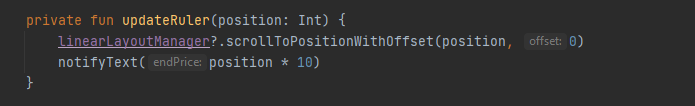 private fun updateRuler(position: Int) {
linearLayoutManager?.scrollToPositionWithOffset(position, offset: 0)
notifyText( endPrice: position * 10)
}